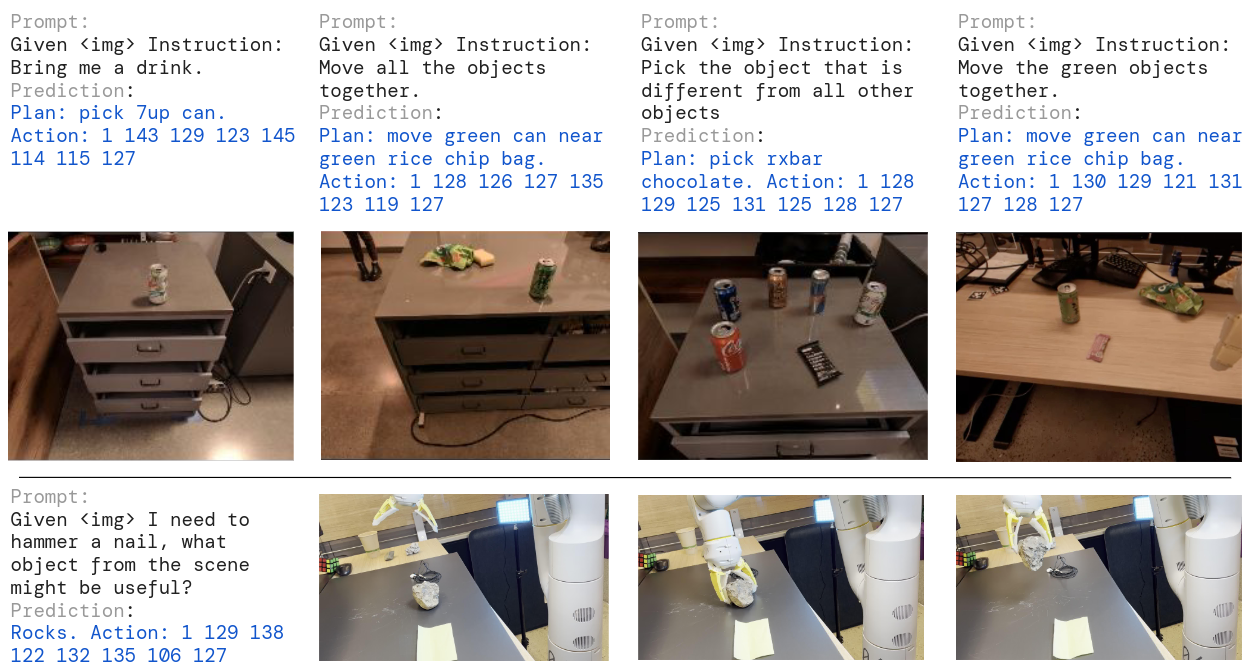 Prompt:
Given <img> Instruction:
Bring me a drink.
Prediction:
Plan: pick 7up can.
Action: 1 143 129 123 145
114 115 127
Prompt:
Given <img> Instruction:
Move all the objects
together.
Prediction:
Plan: move green can near
green rice chip bag.
Action: 1 128 126 127 135
123 119 127
Prompt:
Given <img> Instruction:
Pick the object that is
different from all other
objects
Prediction:
Plan: pick rxbar
chocolate. Action: 1 128
129 125 131 125 128 127
Prompt:
Given <img> Instruction:
Move the green objects
together.
Prediction:
Plan: move green can near
green rice chip bag.
Action: 1 130 129 121 131
127 128 127
Prompt:
Given <img> I need to
hammer a nail, what
object from the scene
might be useful?
Prediction:
Rocks. Action: 1 129 138
122 132 135 106 127